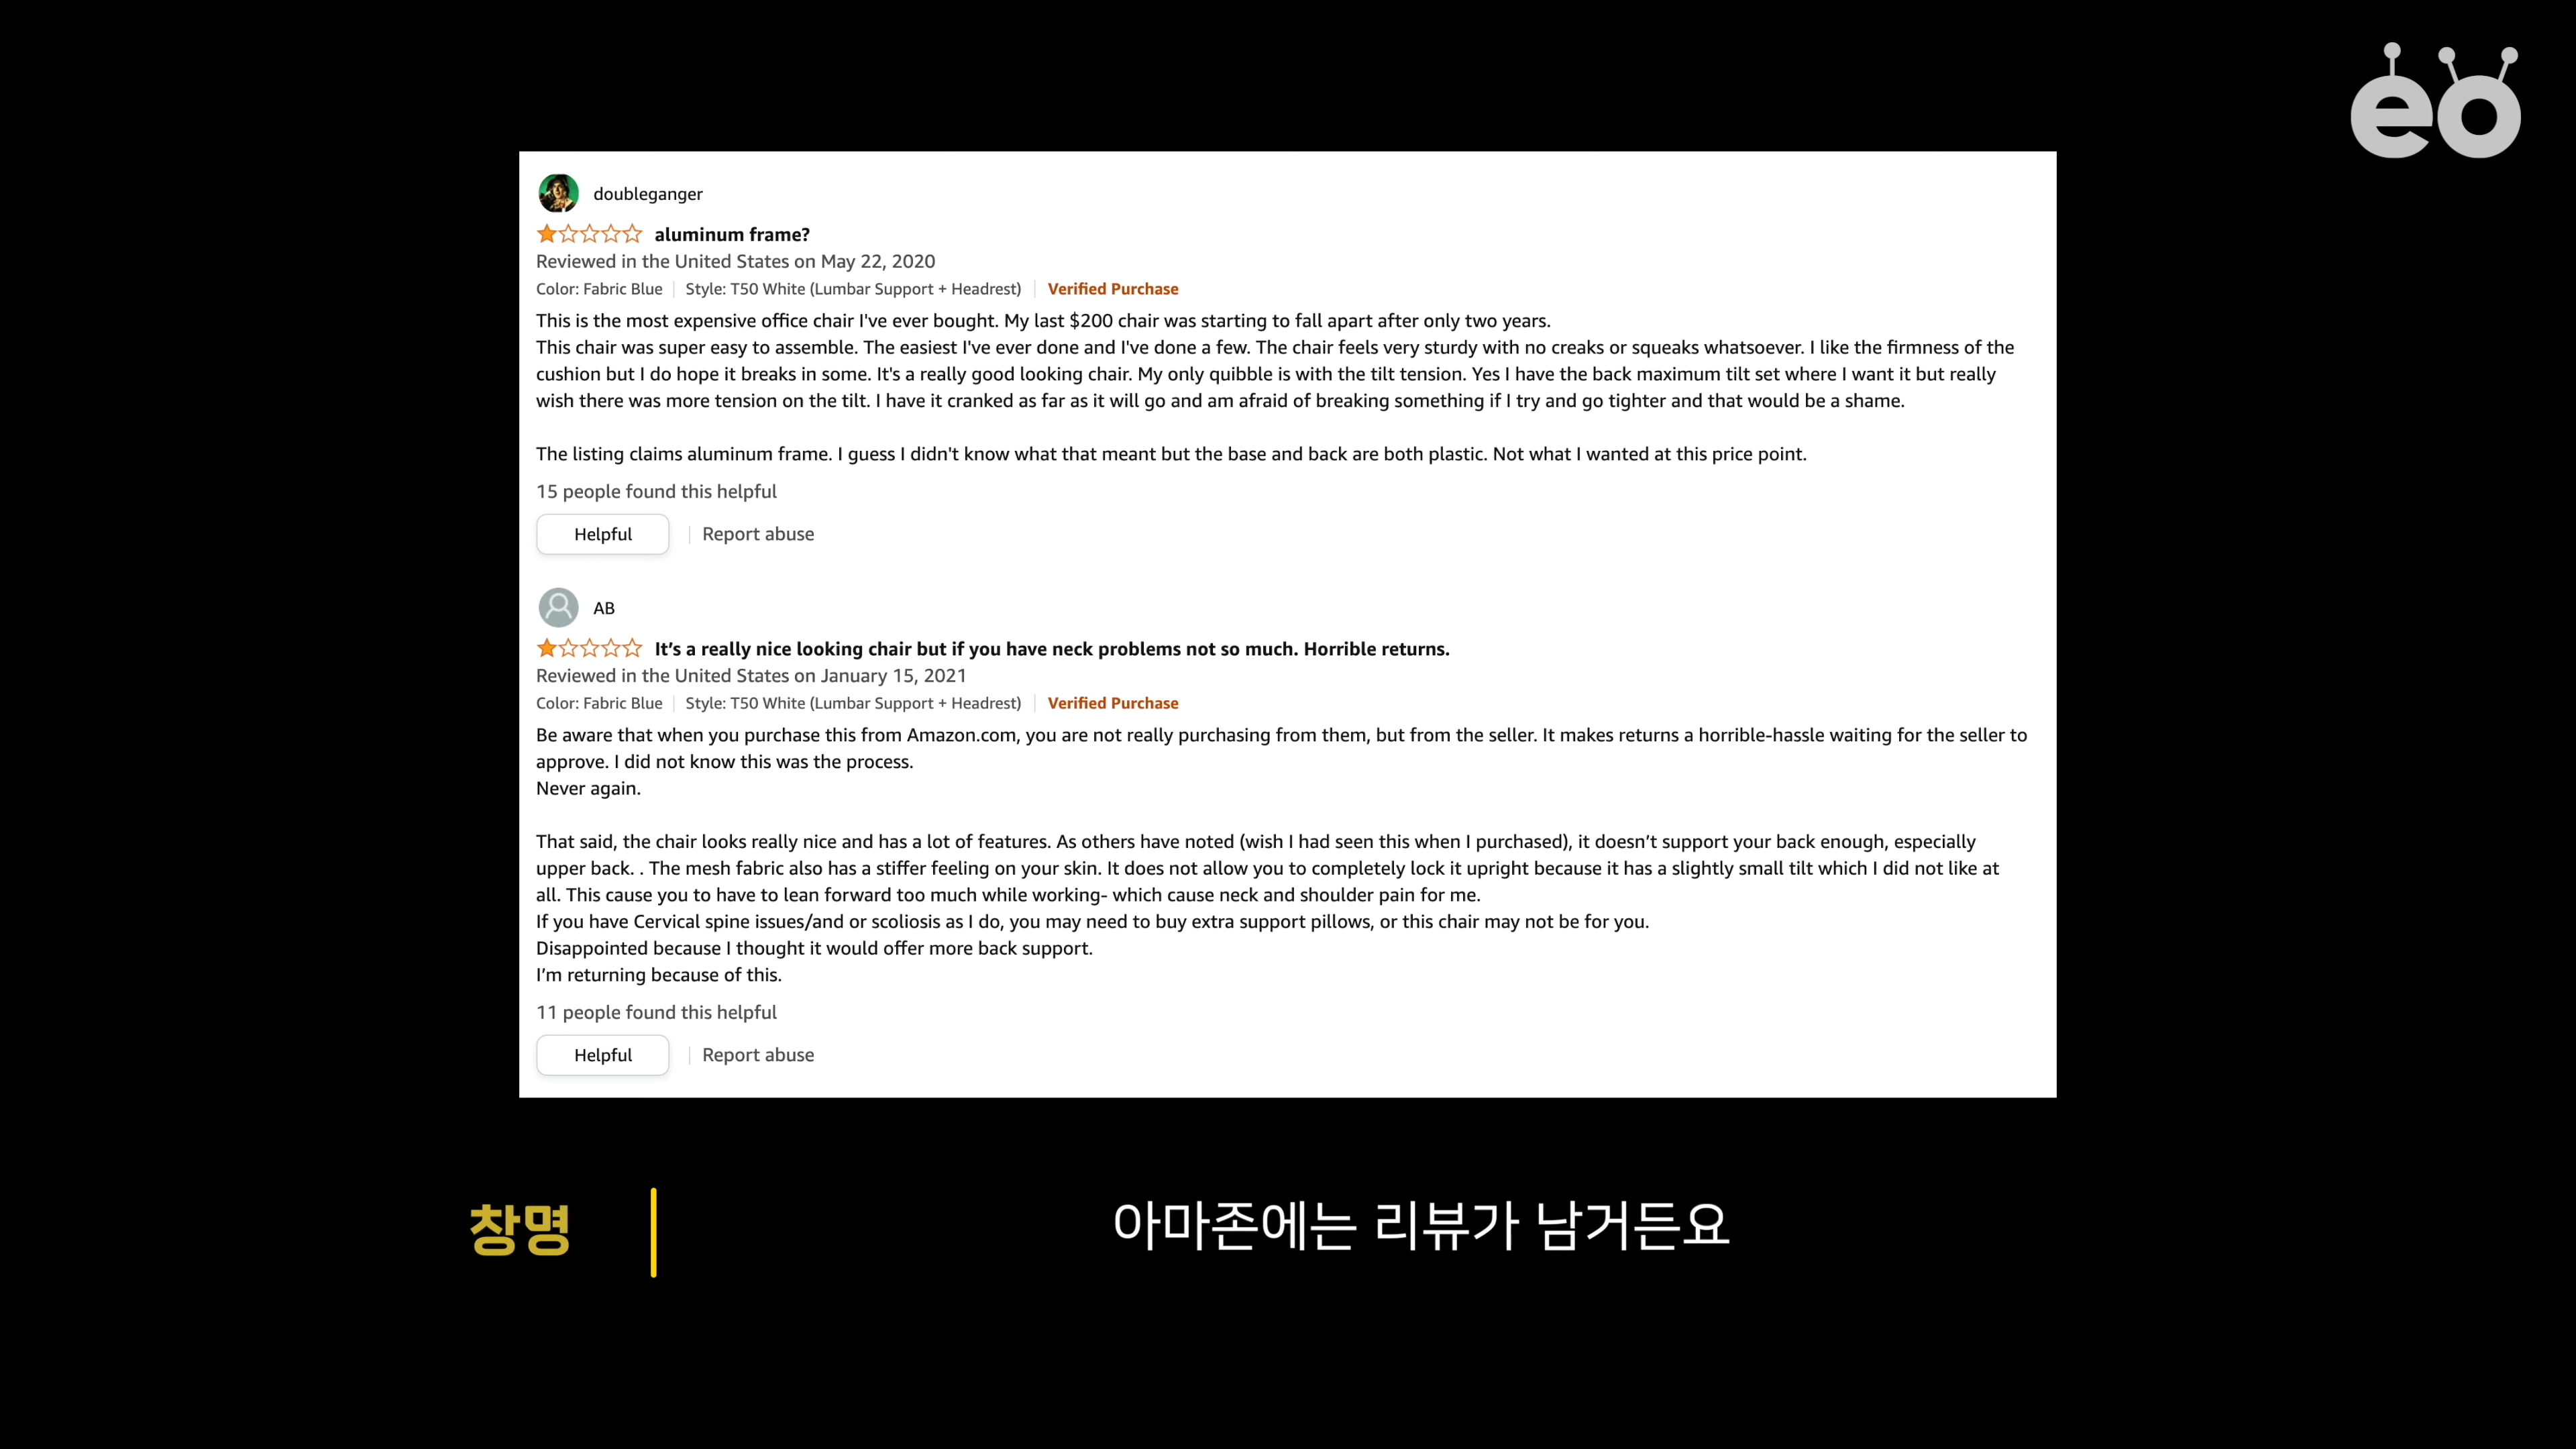 eo
doubleganger
aluminum frame?
Reviewed in the United States on May 22, 2020
Color: Fabric Blue | Style: T50 White (Lumbar Support + Headrest) | Verified Purchase
This is the most expensive office chair I've ever bought. My last $200 chair was starting to fall apart after only two years.
This chair was super easy to assemble. The easiest I've ever done and I've done a few. The chair feels very sturdy with no creaks or squeaks whatsoever. I like the firmness of the
cushion but I do hope it breaks in some. It's a really good looking chair. My only quibble is with the tilt tension. Yes I have the back maximum tilt set where I want it but really
wish there was more tension on the tilt. I have it cranked as far as it will go and am afraid of breaking something if I try and go tighter and that would be a shame.
The listing claims aluminum frame. I guess I didn't know what that meant but the base and back are both plastic. Not what I wanted at this price point.
15 people found this helpful
Helpful | Report abuse
AB
It’s a really nice looking chair but if you have neck problems not so much. Horrible returns.
Reviewed in the United States on January 15, 2021
Color: Fabric Blue | Style: T50 White (Lumbar Support + Headrest) | Verified Purchase
Be aware that when you purchase this from Amazon.com, you are not really purchasing from them, but from the seller. It makes returns a horrible-hassle waiting for the seller to
approve. I did not know this was the process.
Never again.
That said, the chair looks really nice and has a lot of features. As others have noted (wish I had seen this when I purchased), it doesn’t support your back enough, especially
upper back. . The mesh fabric also has a stiffer feeling on your skin. It does not allow you to completely lock it upright because it has a slightly small tilt which I did not like at
all. This cause you to have to lean forward too much while working- which cause neck and shoulder pain for me.
If you have Cervical spine issues/and or scoliosis as I do, you may need to buy extra support pillows, or this chair may not be for you.
Disappointed because I thought it would offer more back support.
I’m returning because of this.
11 people found this helpful
Helpful | Report abuse
창명 | 아마존에는 리뷰가 남거든요